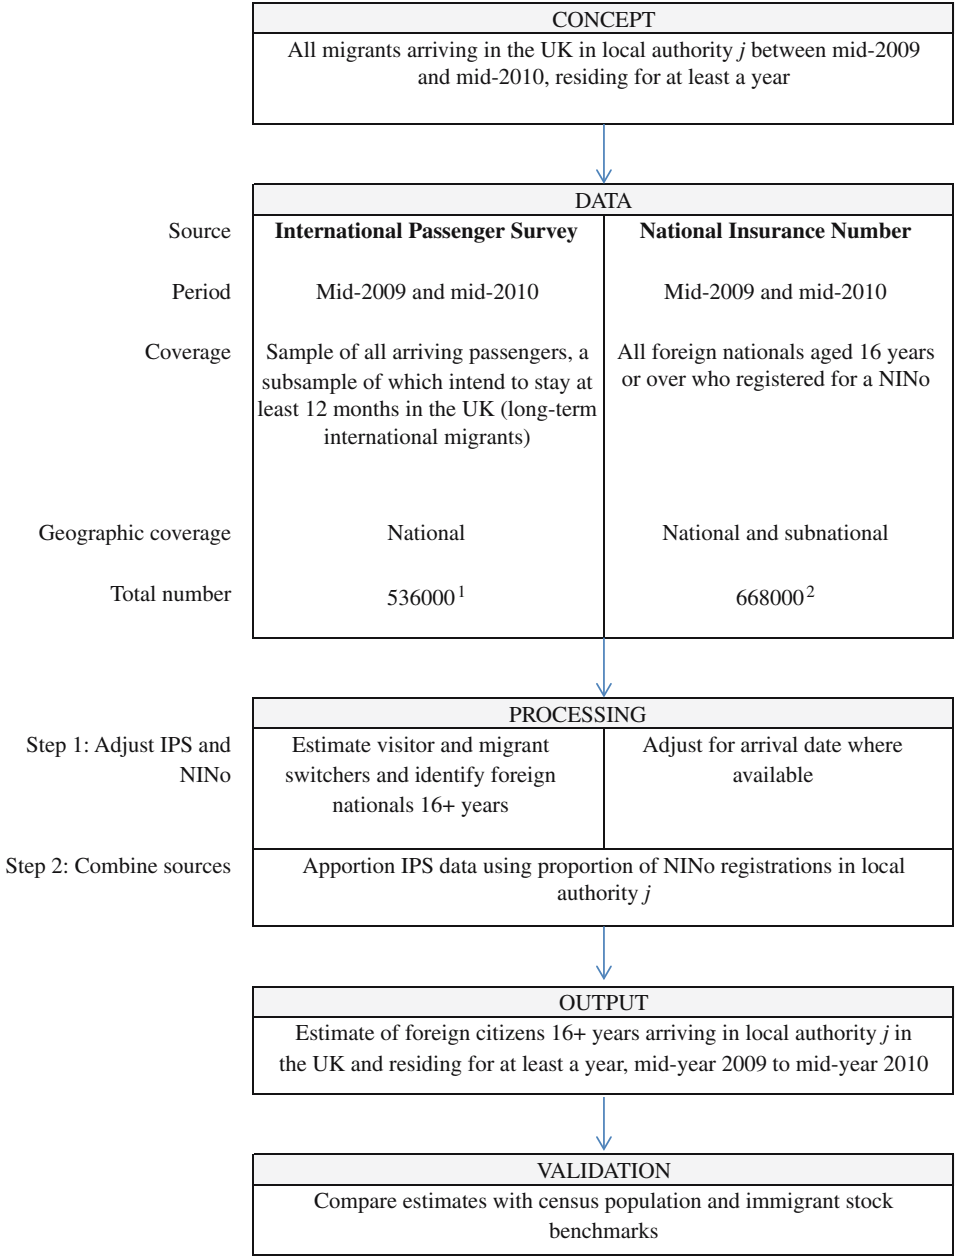 CONCEPT
All migrants arriving in the UK in local authority j between mid-2009
and mid-2010, residing for at least a year
DATA
Source
International Passenger Survey
National Insurance Number
Period
Mid-2009 and mid-2010
Mid-2009 and mid-2010
Coverage
Sample of all arriving passengers, a
subsample of which intend to stay at
least 12 months in the UK (long-term
international migrants)
All foreign nationals aged 16 years
or over who registered for a NINo
Geographic coverage
National
National and subnational
Total number
536000¹
668000²
PROCESSING
Step 1: Adjust IPS and
NINo
Estimate visitor and migrant
switchers and identify foreign
nationals 16+ years
Adjust for arrival date where
available
Step 2: Combine sources
Apportion IPS data using proportion of NINo registrations in local
authority j
OUTPUT
Estimate of foreign citizens 16+ years arriving in local authority j in
the UK and residing for at least a year, mid-year 2009 to mid-year 2010
VALIDATION
Compare estimates with census population and immigrant stock
benchmarks